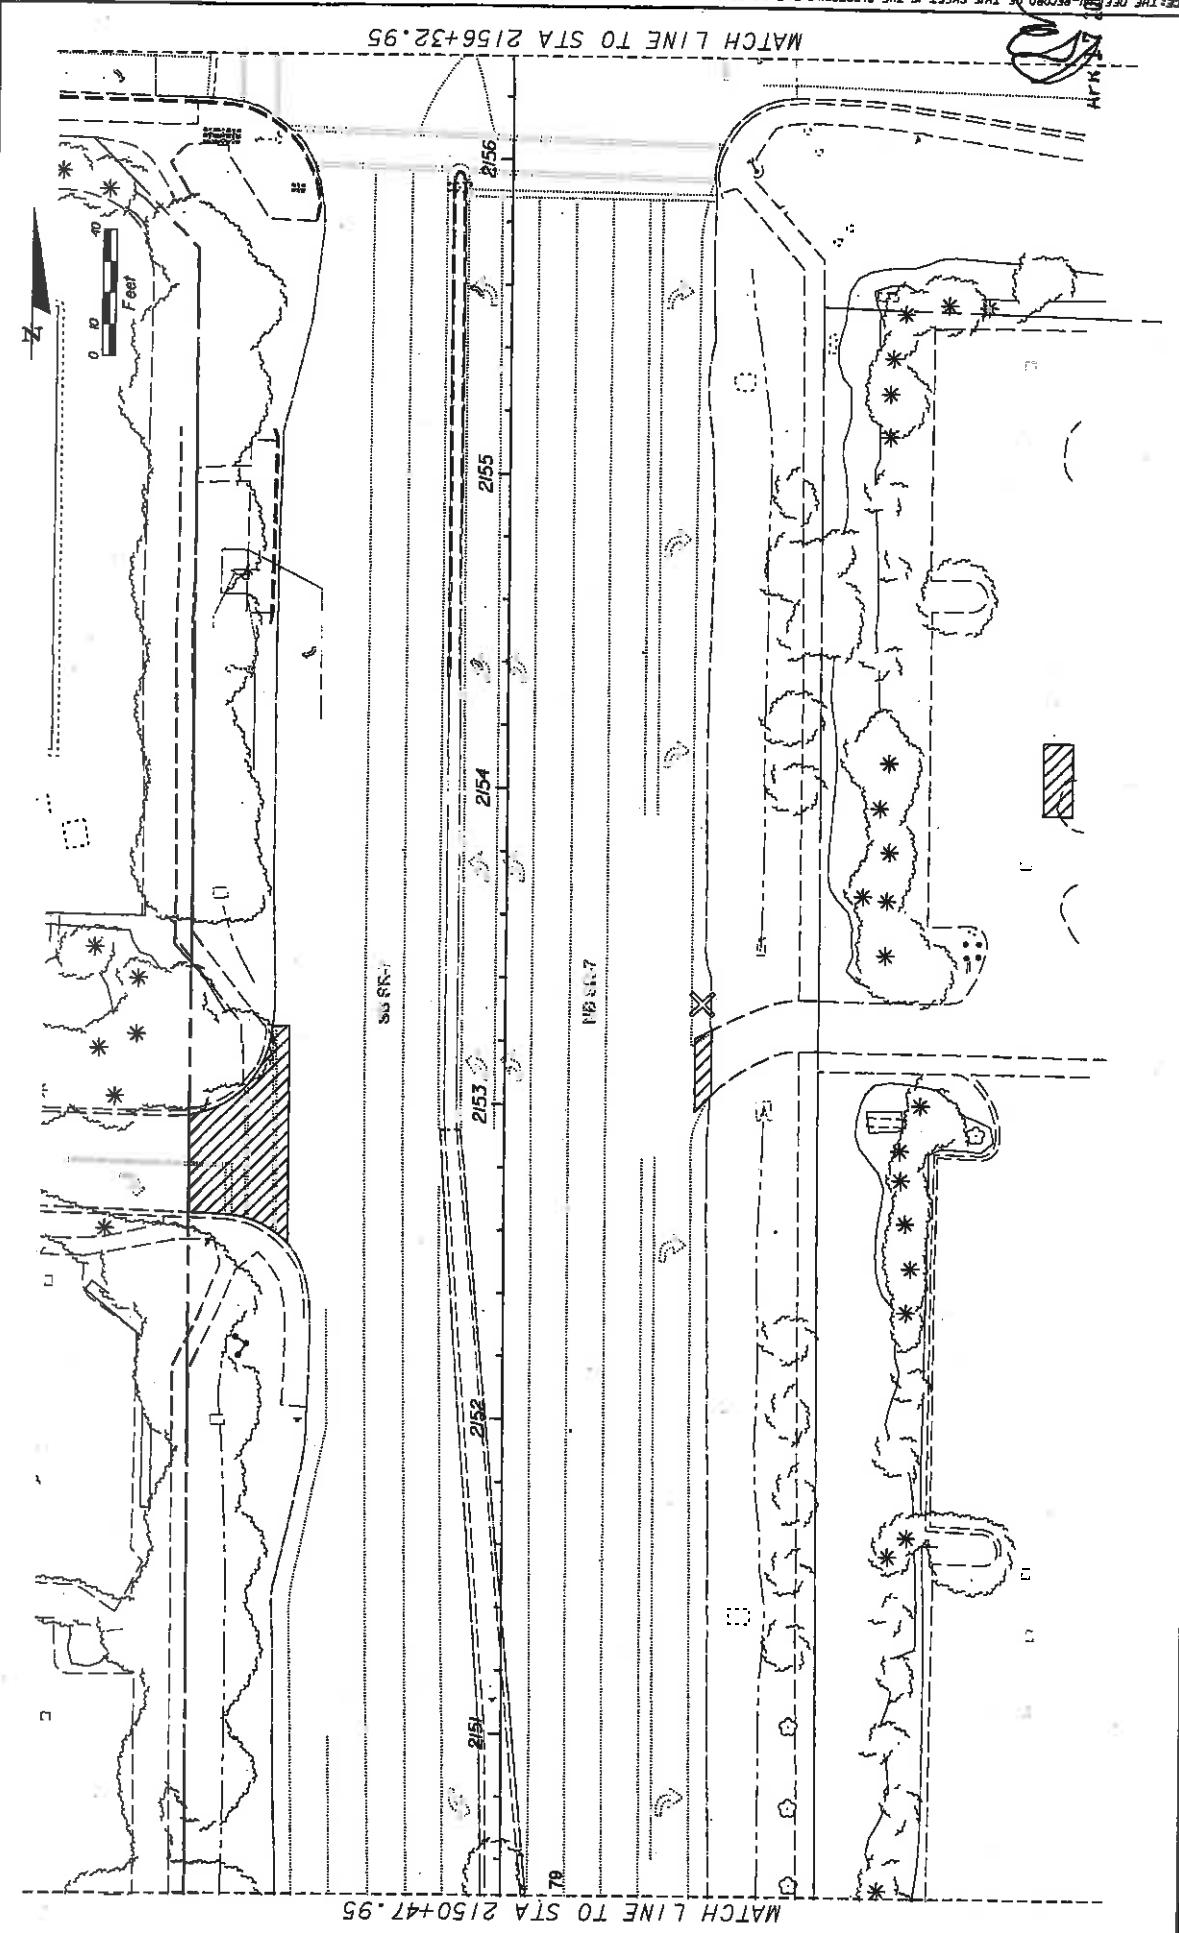 MATCH LINE TO STA 2156+32.95
2156
N
0 10 40
Feet
2155
2154
SB SR-7
NB SR-7
2153
2152
2151
79
MATCH LINE TO STA 2150+47.95